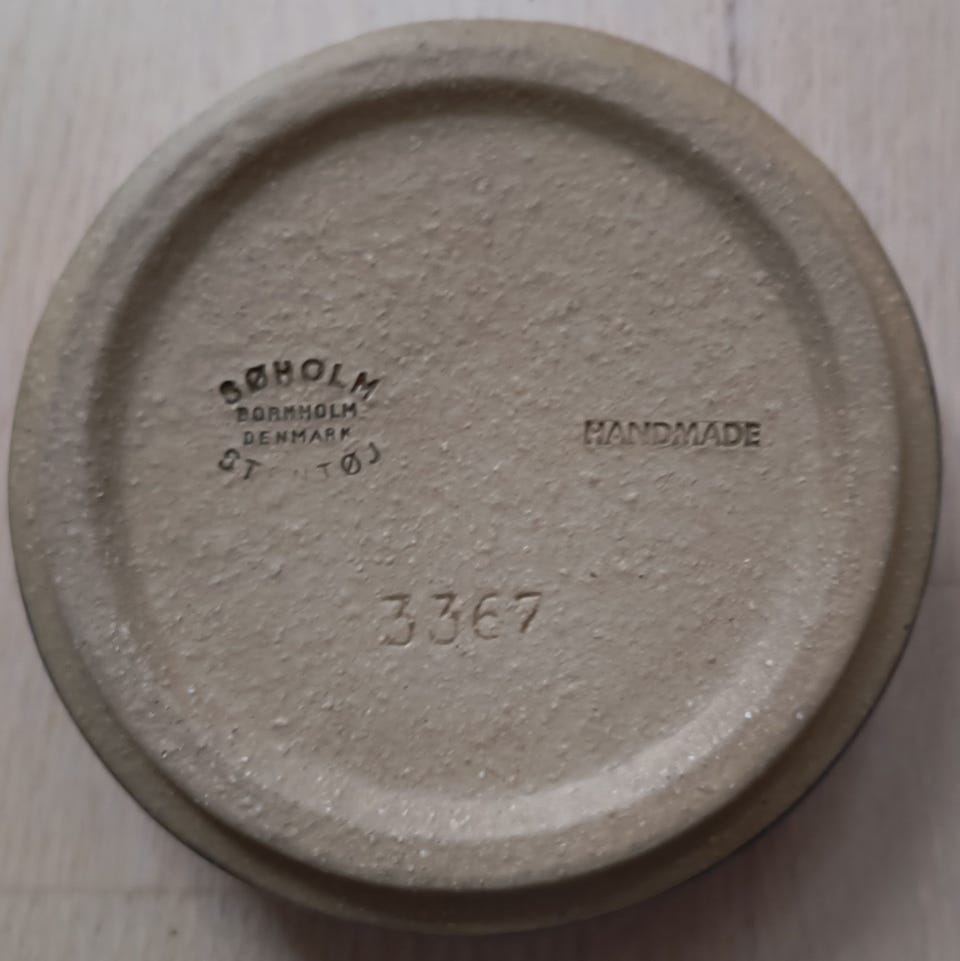 SØHOLM
BORNHOLM
DENMARK
STENTØJ
HANDMADE
3367